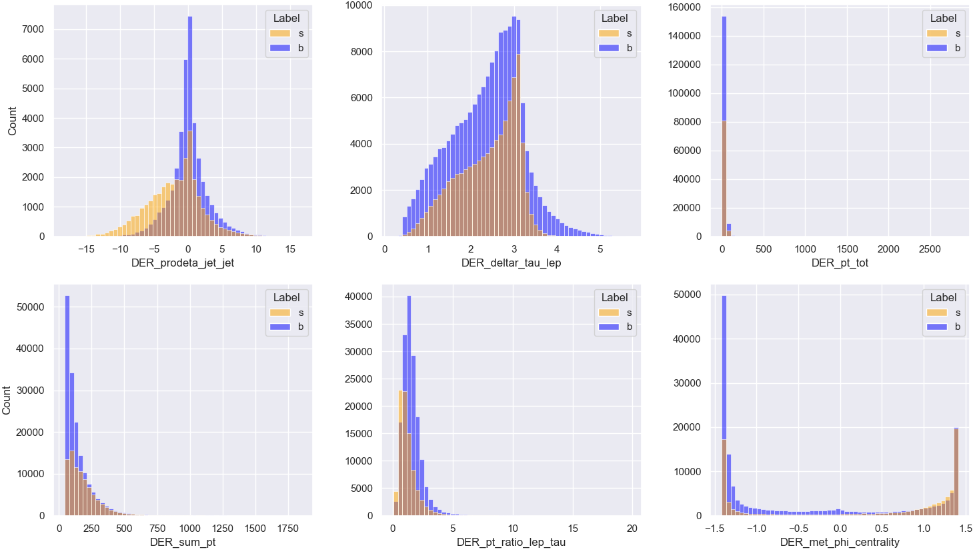 Label
s
b
Count
7000
6000
5000
4000
3000
2000
1000
0
−15 −10 −5 0 5 10 15
DER_prodeta_jet_jet
Label
s
b
10000
8000
6000
4000
2000
0
0 1 2 3 4 5
DER_deltar_tau_lep
Label
s
b
160000
140000
120000
100000
80000
60000
40000
20000
0
0 500 1000 1500 2000 2500
DER_pt_tot
Label
s
b
Count
50000
40000
30000
20000
10000
0
0 250 500 750 1000 1250 1500 1750
DER_sum_pt
Label
s
b
40000
35000
30000
25000
20000
15000
10000
5000
0
0 5 10 15 20
DER_pt_ratio_lep_tau
Label
s
b
50000
40000
30000
20000
10000
0
−1.5 −1.0 −0.5 0.0 0.5 1.0 1.5
DER_met_phi_centrality